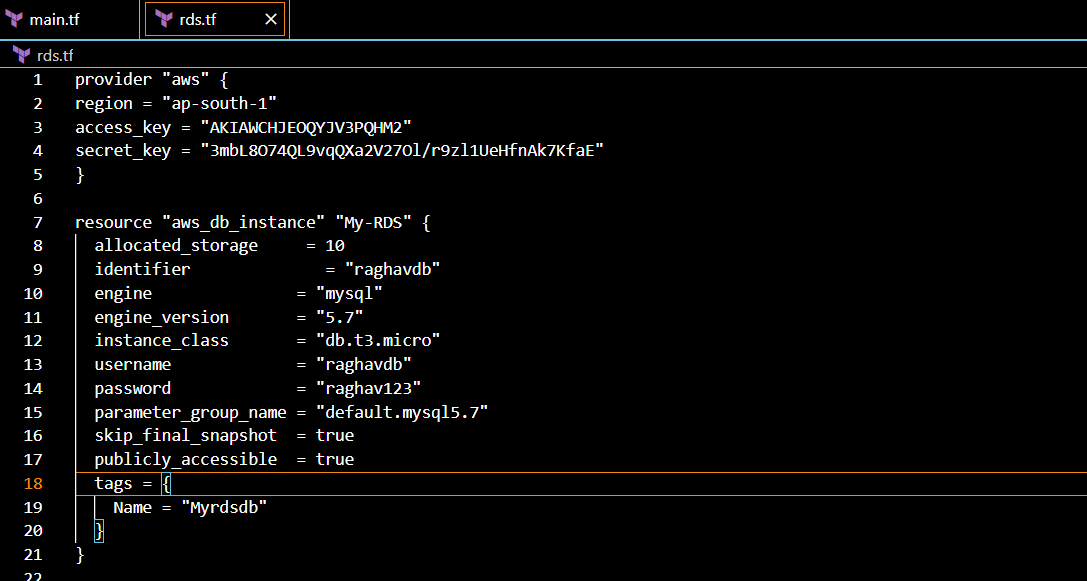 main.tf
rds.tf ×
rds.tf
1 provider "aws" {
2 region = "ap-south-1"
3 access_key = "AKIAWCHJEOQYJV3PQHM2"
4 secret_key = "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"
5 }
6
7 resource "aws_db_instance" "My-RDS" {
8   allocated_storage     = 10
9   identifier              = "raghavdb"
10   engine               = "mysql"
11   engine_version       = "5.7"
12   instance_class       = "db.t3.micro"
13   username             = "raghavdb"
14   password             = "raghav123"
15   parameter_group_name = "default.mysql5.7"
16   skip_final_snapshot  = true
17   publicly_accessible  = true
18   tags = {
19     Name = "Myrdsdb"
20   }
21 }
22